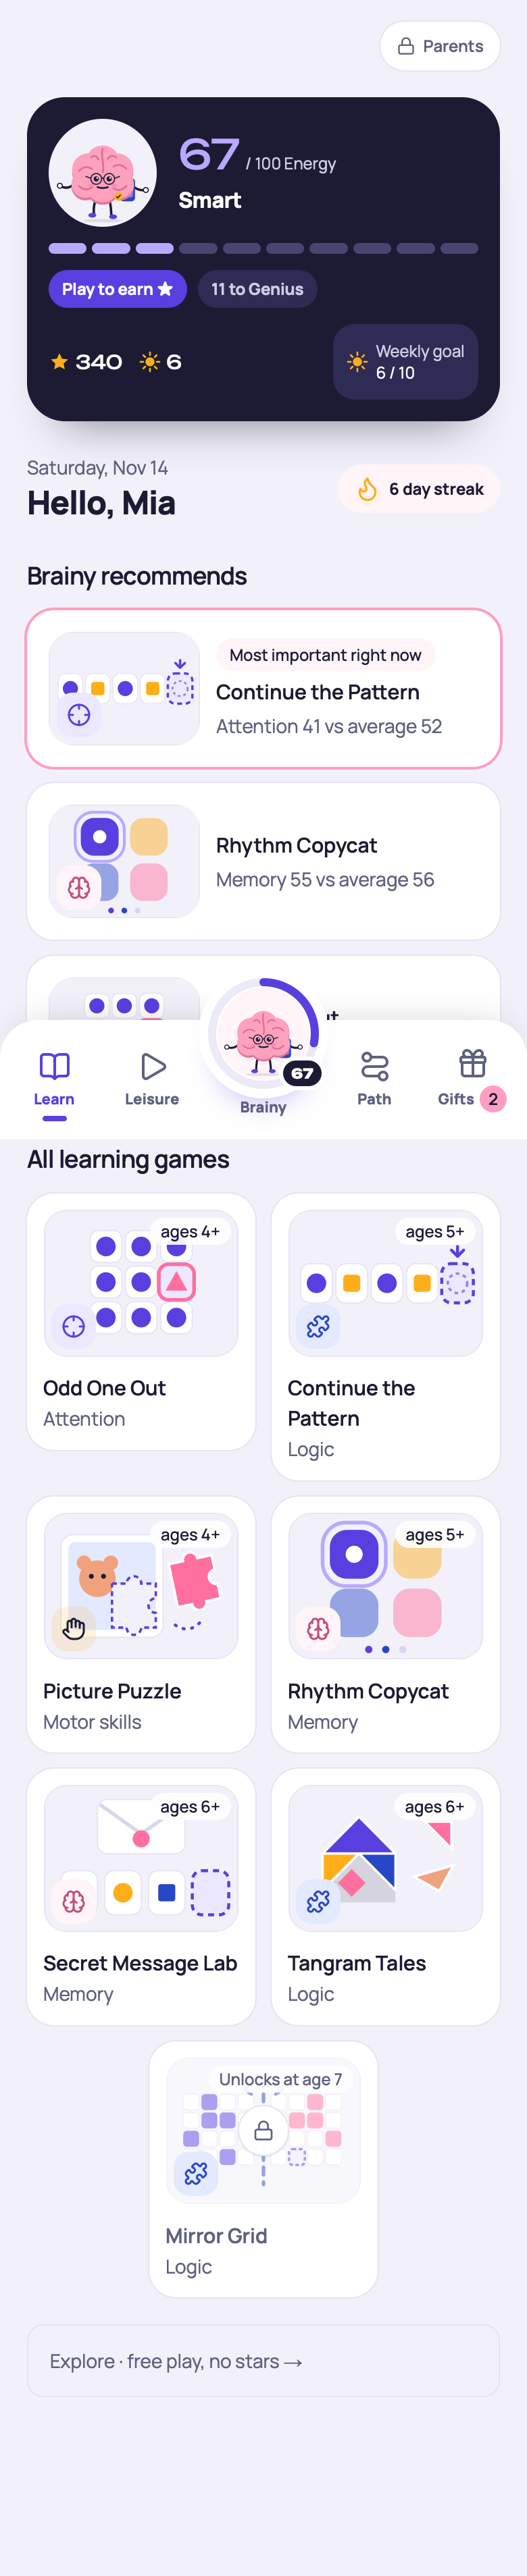 Parents
67 / 100 Energy
Smart
Play to earn
11 to Genius
340
6
Weekly goal
6 / 10
Saturday, Nov 14
Hello, Mia
6 day streak
Brainy recommends
Most important right now
Continue the Pattern
Attention 41 vs average 52
Rhythm Copycat
Memory 55 vs average 56
67
Learn
Leisure
Brainy
Path
Gifts 2
All learning games
ages 4+
Odd One Out
Attention
ages 5+
Continue the
Pattern
Logic
ages 4+
Picture Puzzle
Motor skills
ages 5+
Rhythm Copycat
Memory
ages 6+
Secret Message Lab
Memory
ages 6+
Tangram Tales
Logic
Unlocks at age 7
Mirror Grid
Logic
Explore · free play, no stars →